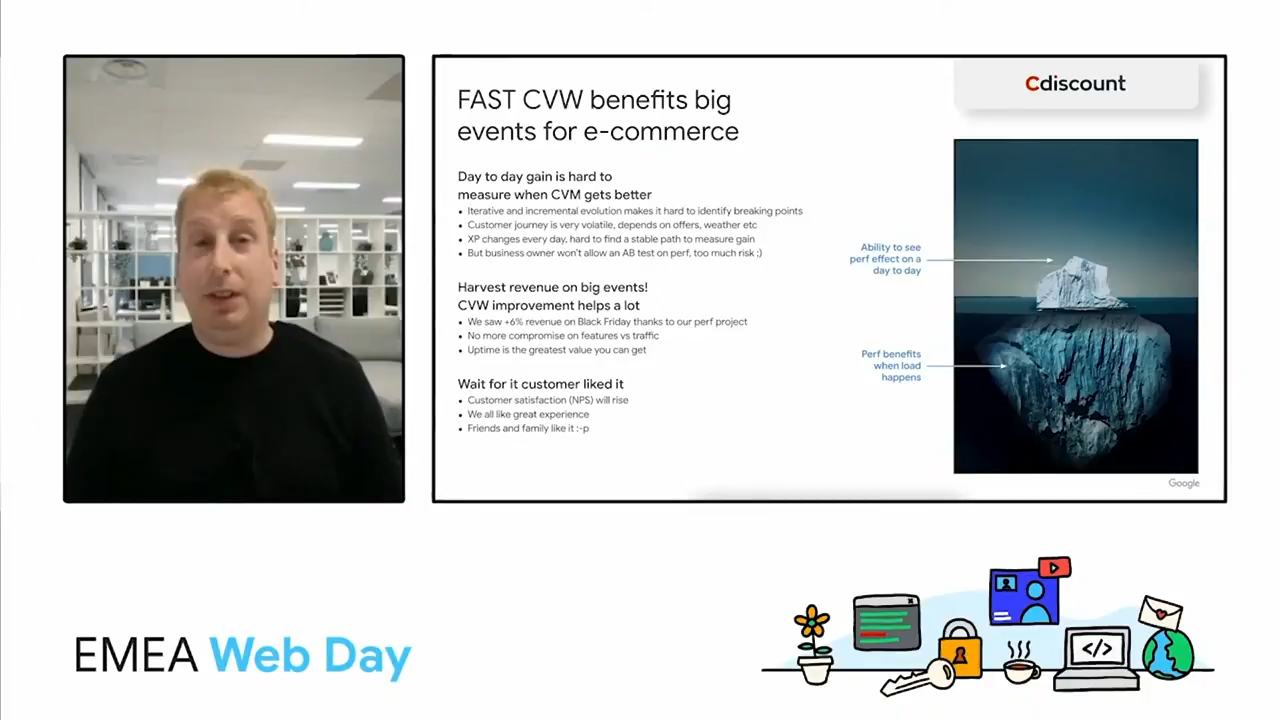 Cdiscount
FAST CVW benefits big
events for e-commerce
Day to day gain is hard to
measure when CVM gets better
• Iterative and incremental evolution makes it hard to identify breaking points
• Customer journey is very volatile, depends on offers, weather etc
• XP changes every day, hard to find a stable path to measure gain
• But business owner won't allow an AB test on perf, too much risk ;)
Harvest revenue on big events!
CVW improvement helps a lot
• We saw +6% revenue on Black Friday thanks to our perf project
• No more compromise on features vs traffic
• Uptime is the greatest value you can get
Wait for it customer liked it
• Customer satisfaction (NPS) will rise
• We all like great experience
• Friends and family like it :-p
Ability to see
perf effect on a
day to day
Perf benefits
when load
happens
Google
EMEA Web Day
</>